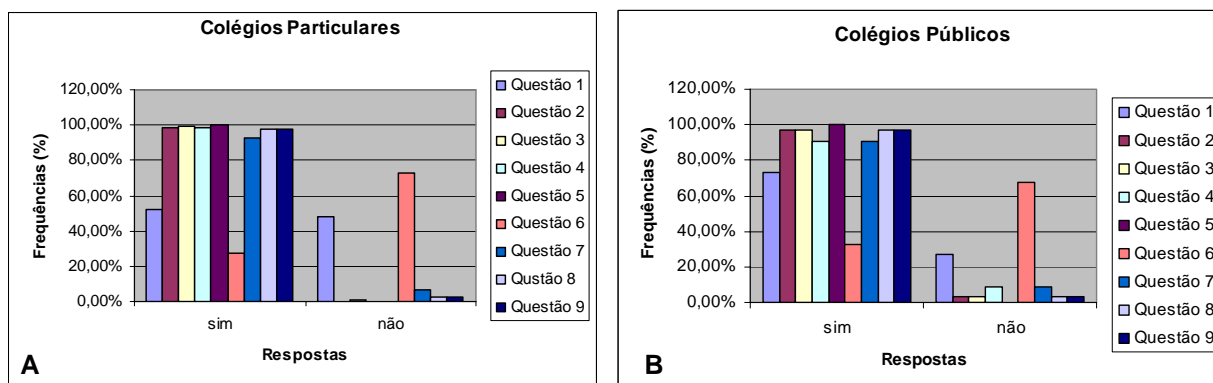 Colégios Particulares
Frequências (%)
120,00%
100,00%
80,00%
60,00%
40,00%
20,00%
0,00%
sim
não
Respostas
Questão 1
Questão 2
Questão 3
Questão 4
Questão 5
Questão 6
Questão 7
Qustão 8
Questão 9
A
Colégios Públicos
Frequências (%)
120,00%
100,00%
80,00%
60,00%
40,00%
20,00%
0,00%
sim
não
Respostas
Questão 1
Questão 2
Questão 3
Questão 4
Questão 5
Questão 6
Questão 7
Questão 8
Questão 9
B